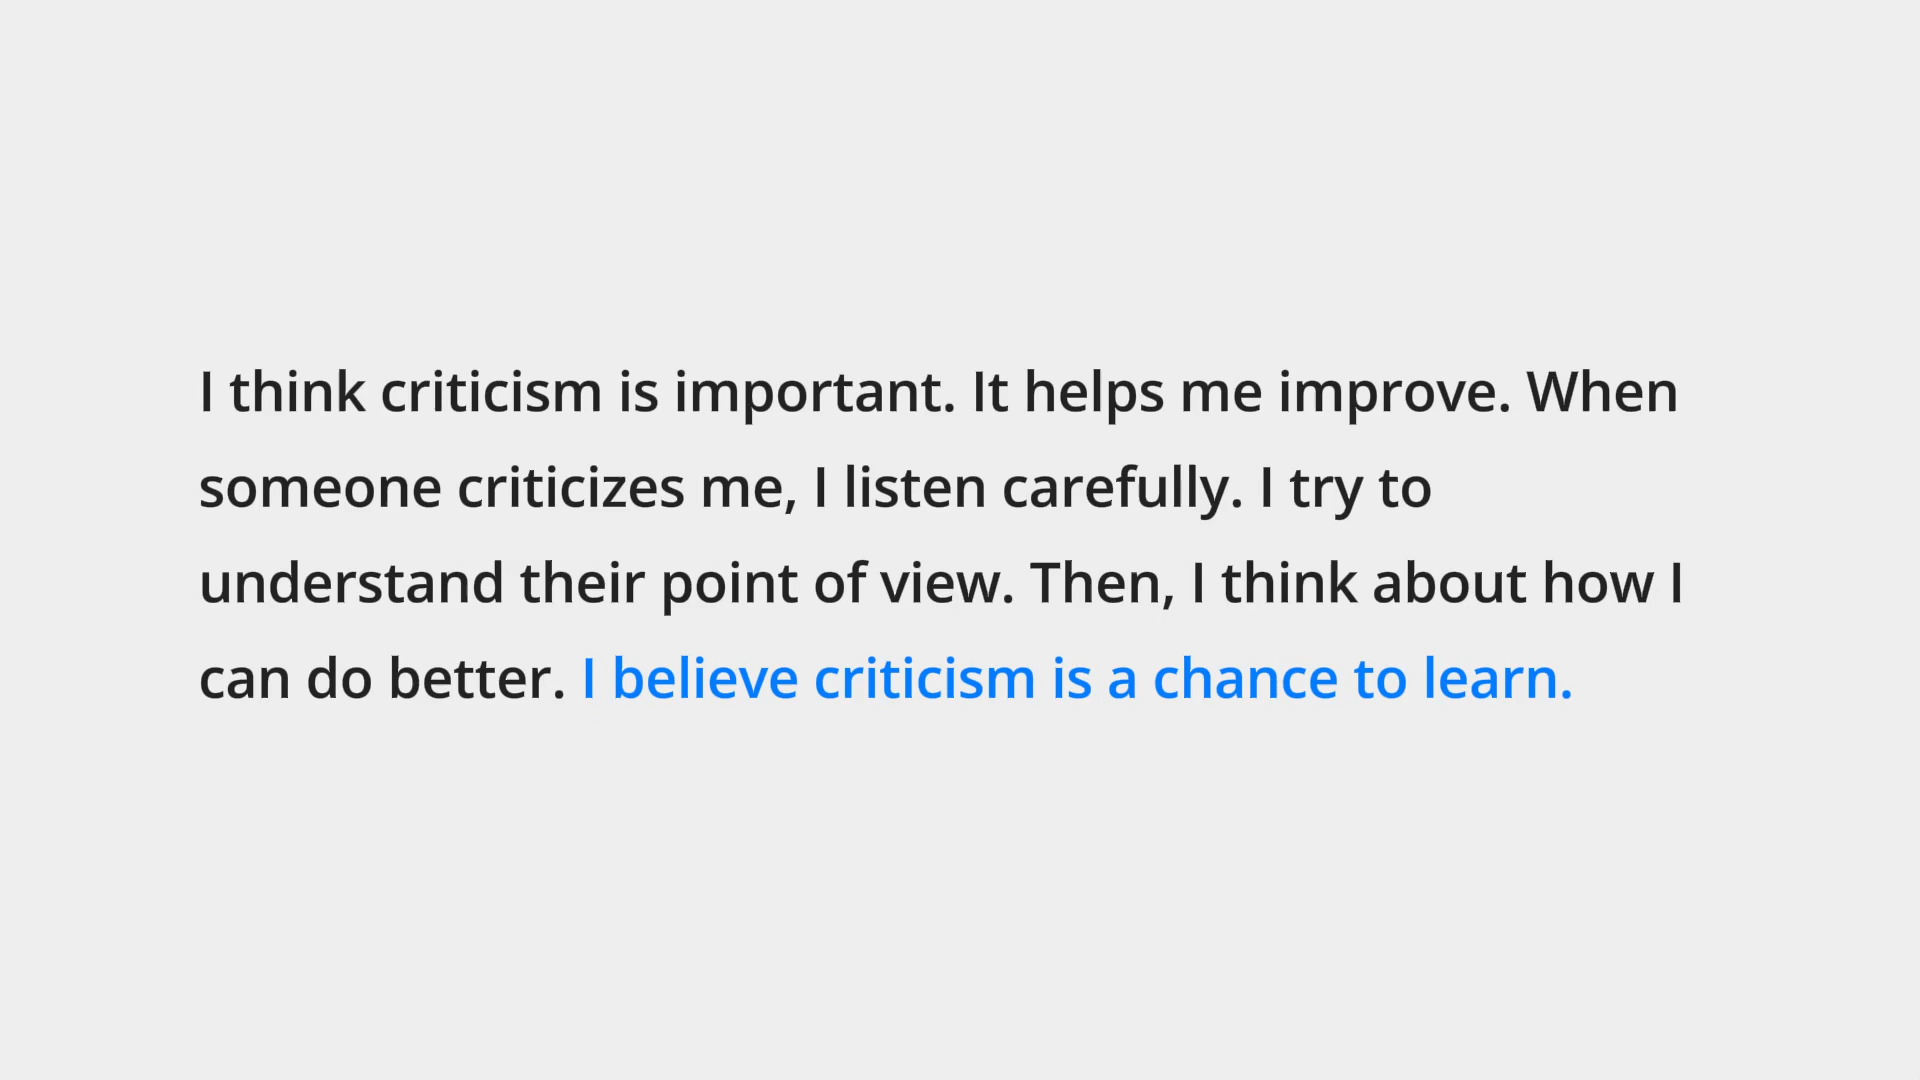 I think criticism is important. It helps me improve. When
someone criticizes me, I listen carefully. I try to
understand their point of view. Then, I think about how I
can do better. I believe criticism is a chance to learn.